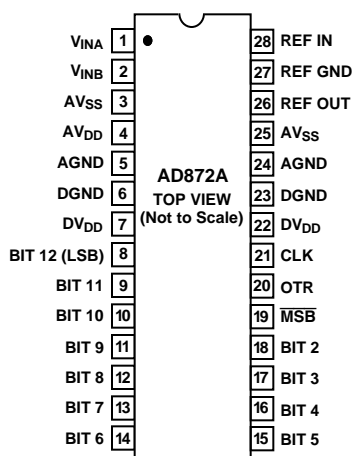 VINA 1 28 REF IN
VINB 2 27 REF GND
AVSS 3 26 REF OUT
AVDD 4 25 AVSS
AGND 5 24 AGND
DGND 6 23 DGND
DVDD 7 22 DVDD
BIT 12 (LSB) 8 21 CLK
BIT 11 9 20 OTR
BIT 10 10 19 MSB
BIT 9 11 18 BIT 2
BIT 8 12 17 BIT 3
BIT 7 13 16 BIT 4
BIT 6 14 15 BIT 5
AD872A
TOP VIEW
(Not to Scale)